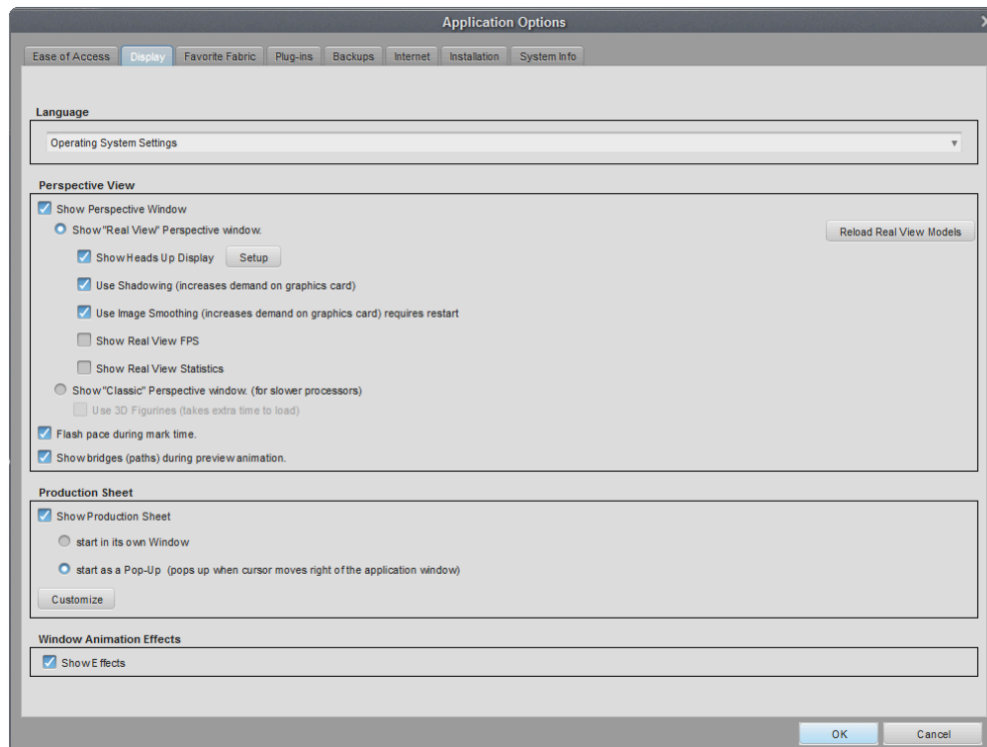 Application Options
Ease of Access Display Favorite Fabric Plug-ins Backups Internet Installation System Info
Language
Operating System Settings
Perspective View
Show Perspective Window
Show "Real View" Perspective window.
Reload Real View Models
Show Heads Up Display Setup
Use Shadowing (increases demand on graphics card)
Use Image Smoothing (increases demand on graphics card) requires restart
Show Real View FPS
Show Real View Statistics
Show "Classic" Perspective window. (for slower processors)
Use 3D Figurines (takes extra time to load)
Flash pace during mark time.
Show bridges (paths) during preview animation.
Production Sheet
Show Production Sheet
start in its own Window
start as a Pop-Up (pops up when cursor moves right of the application window)
Customize
Window Animation Effects
Show Effects
OK Cancel